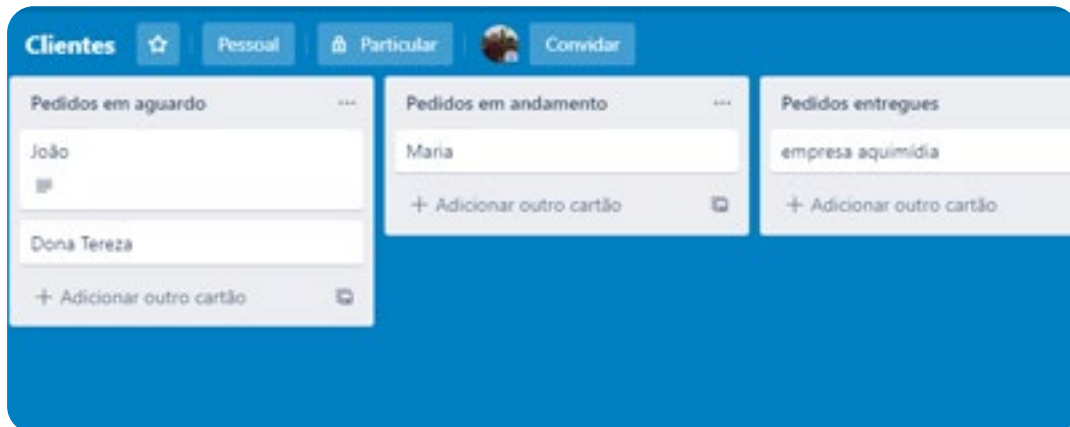 Clientes Pessoal Particular Convidar
Pedidos em aguardo
João
Dona Tereza
+ Adicionar outro cartão
Pedidos em andamento
Maria
+ Adicionar outro cartão
Pedidos entregues
empresa aquimídia
+ Adicionar outro cartão